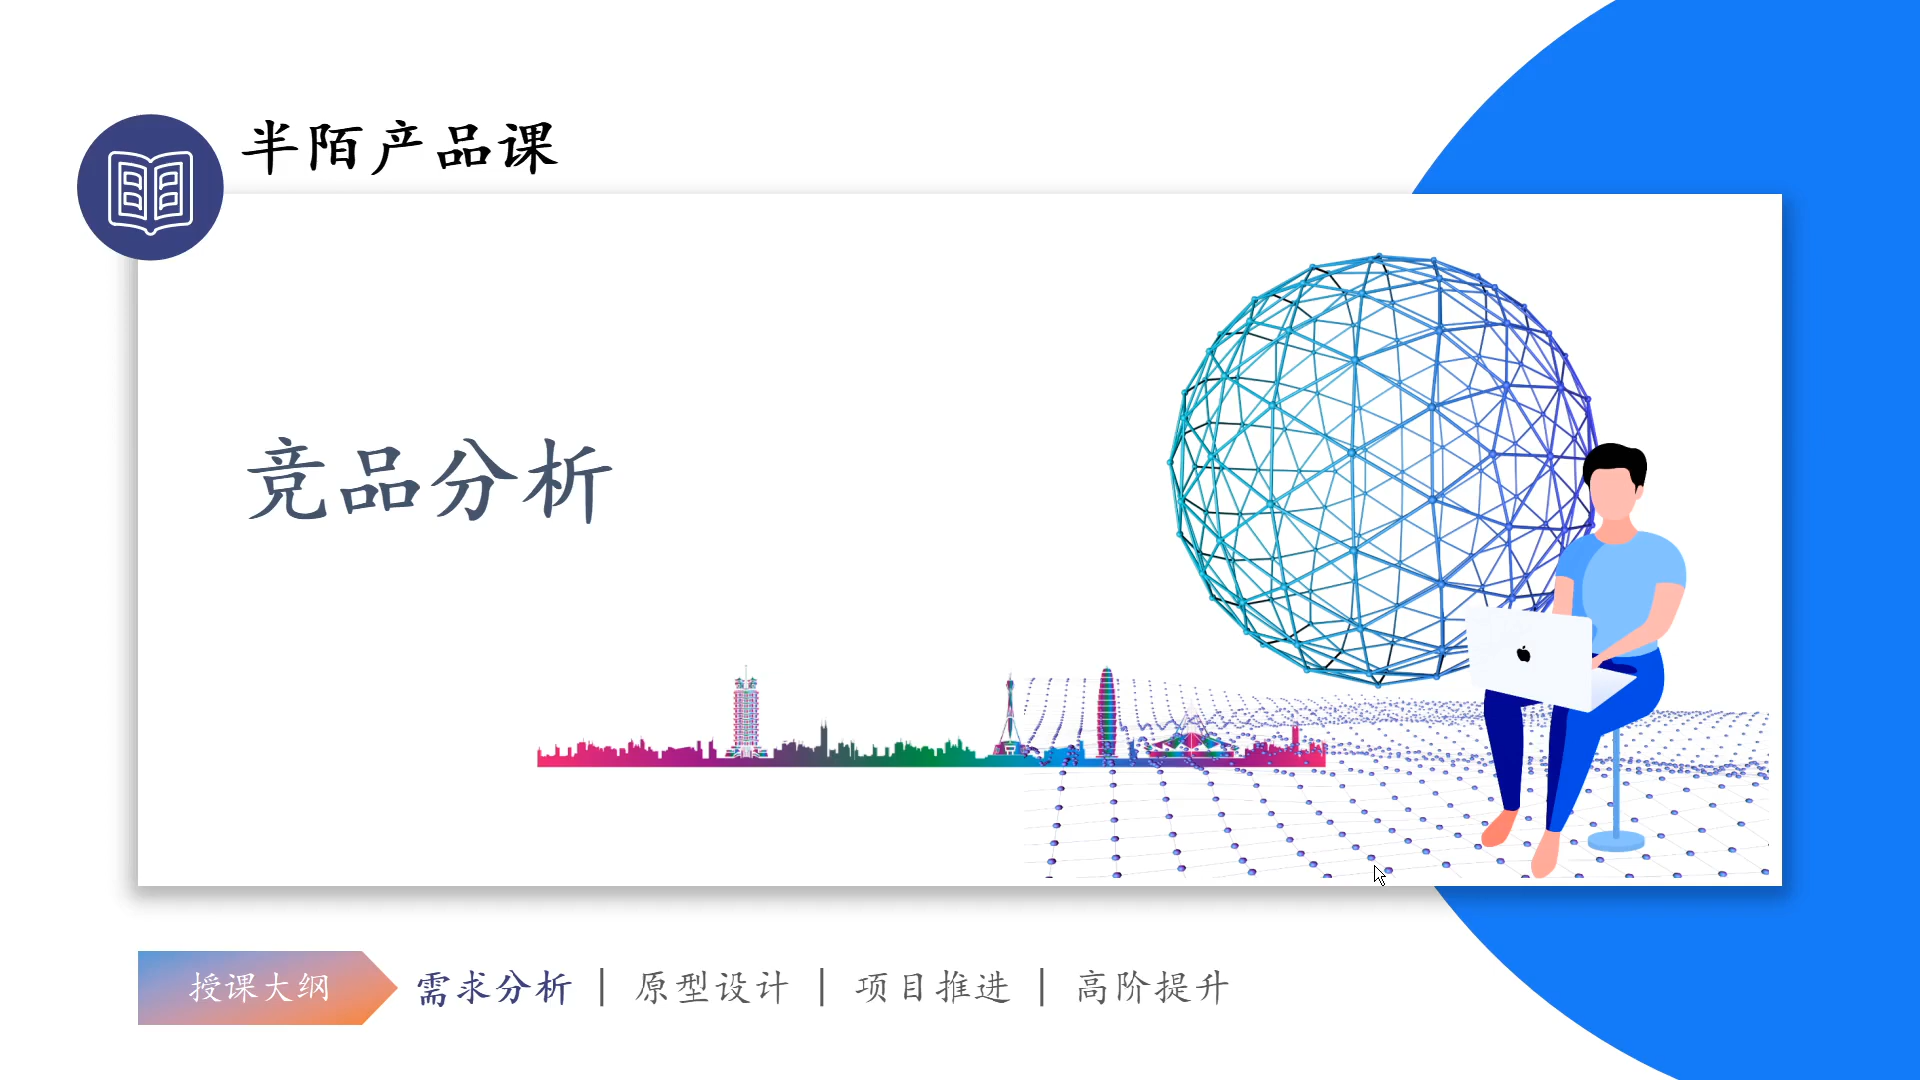 半陌产品课
竞品分析
授课大纲 需求分析 | 原型设计 | 项目推进 | 高阶提升